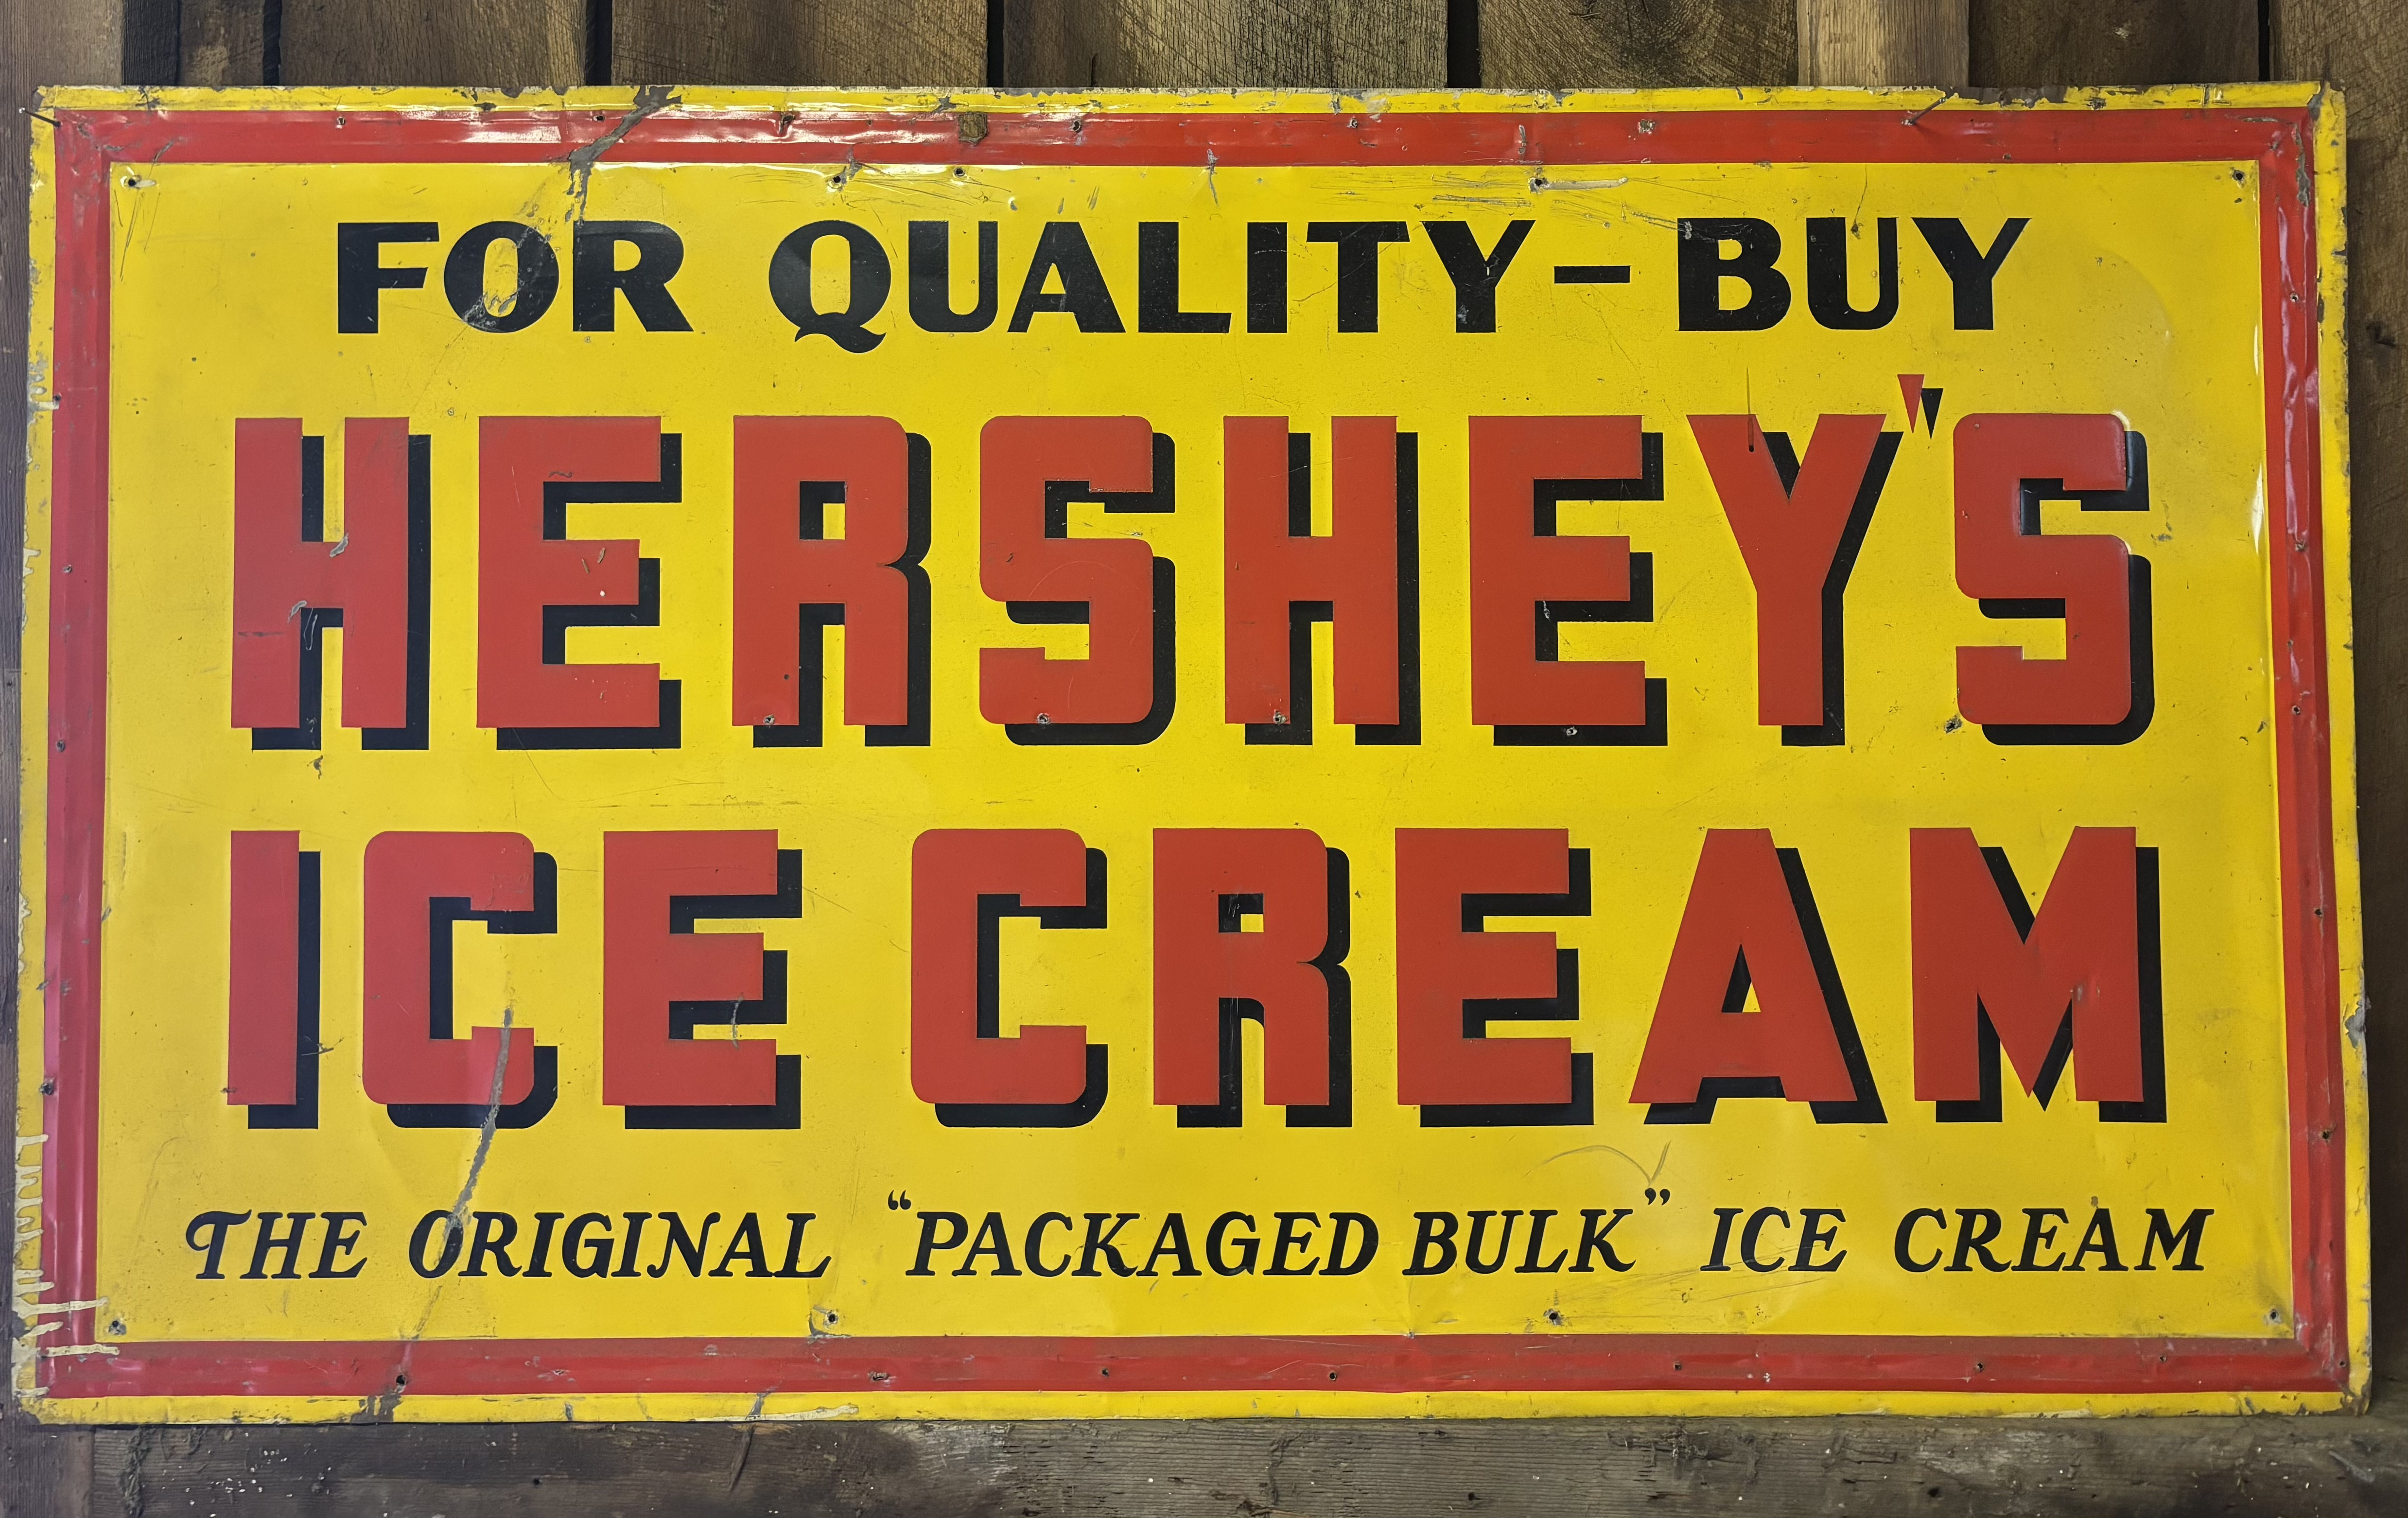 FOR QUALITY-BUY
HERSHEY'S
ICE CREAM
THE ORIGINAL “PACKAGED BULK” ICE CREAM